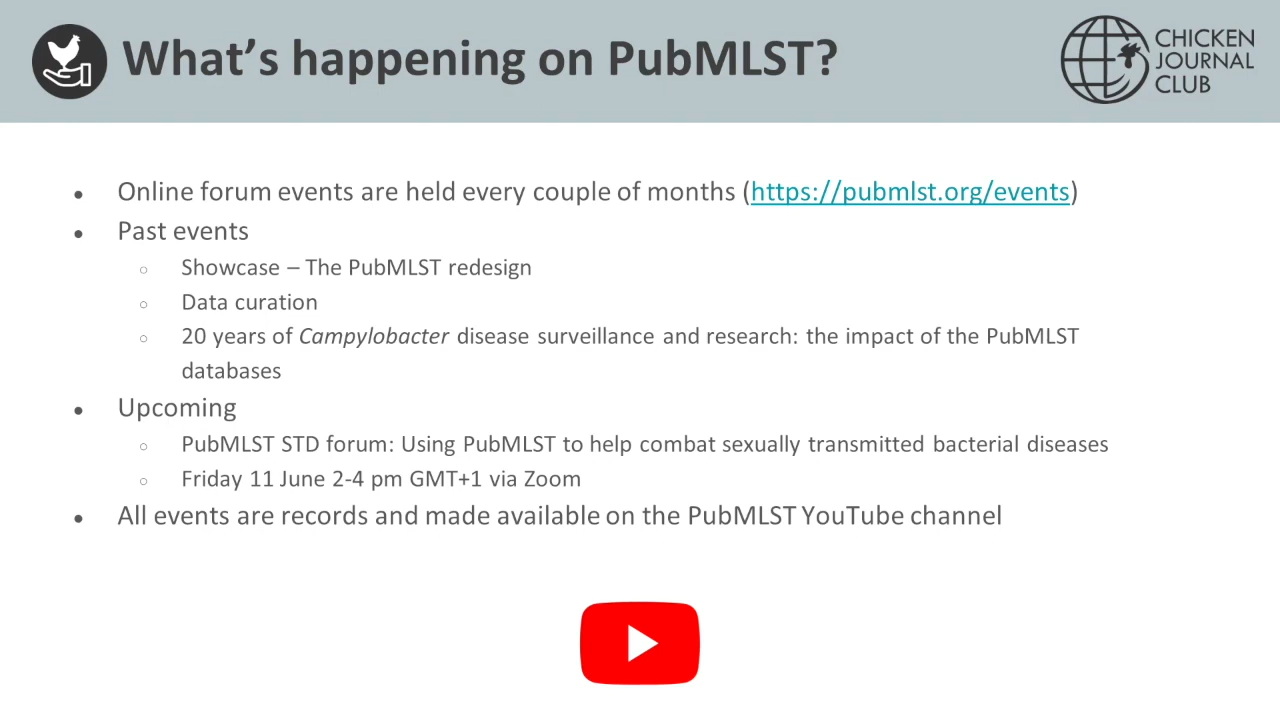 What's happening on PubMLST?
CHICKEN
JOURNAL
CLUB
● Online forum events are held every couple of months (https://pubmlst.org/events)
● Past events
○ Showcase – The PubMLST redesign
○ Data curation
○ 20 years of Campylobacter disease surveillance and research: the impact of the PubMLST
databases
● Upcoming
○ PubMLST STD forum: Using PubMLST to help combat sexually transmitted bacterial diseases
○ Friday 11 June 2-4 pm GMT+1 via Zoom
● All events are records and made available on the PubMLST YouTube channel